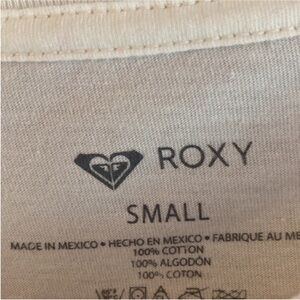 ROXY
SMALL
MADE IN MEXICO • HECHO EN MEXICO • FABRIQUE AU
100% COTTON
100% ALGODÓN
100% COTON